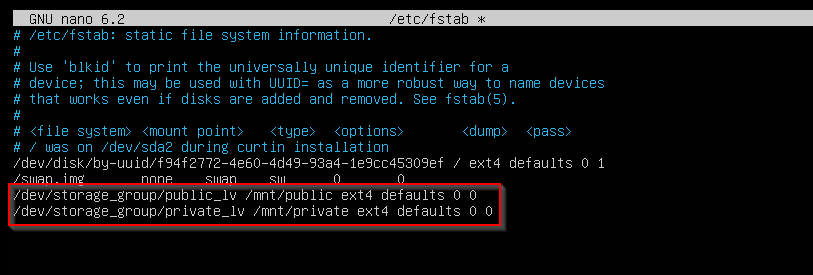 GNU nano 6.2 /etc/fstab *
# /etc/fstab: static file system information.
#
# Use 'blkid' to print the universally unique identifier for a
# device; this may be used with UUID= as a more robust way to name devices
# that works even if disks are added and removed. See fstab(5).
#
# <file system> <mount point> <type> <options> <dump> <pass>
# / was on /dev/sda2 during curtin installation
/dev/disk/by-uuid/f94f2772-4e60-4d49-93a4-1e9cc45309ef / ext4 defaults 0 1
/swap.img none swap sw 0 0
/dev/storage_group/public_lv /mnt/public ext4 defaults 0 0
/dev/storage_group/private_lv /mnt/private ext4 defaults 0 0